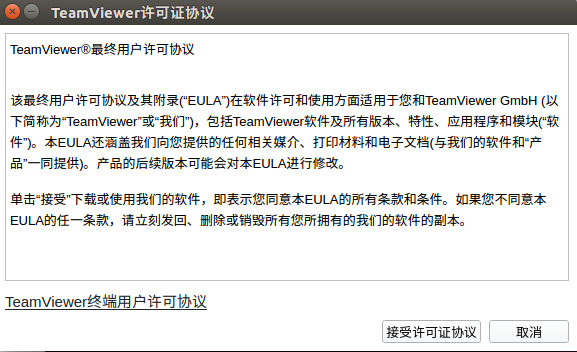 TeamViewer许可证协议
TeamViewer®最终用户许可协议
该最终用户许可协议及其附录(“EULA”)在软件许可和使用方面适用于您和TeamViewer GmbH (以
下简称为“TeamViewer”或“我们”)，包括TeamViewer软件及所有版本、特性、应用程序和模块(“软
件”)。本EULA还涵盖我们向您提供的任何相关媒介、打印材料和电子文档(与我们的软件和“产
品”一同提供)。产品的后续版本可能会对本EULA进行修改。
单击“接受”下载或使用我们的软件，即表示您同意本EULA的所有条款和条件。如果您不同意本
EULA的任一条款，请立刻发回、删除或销毁所有您所拥有的我们的软件的副本。
TeamViewer终端用户许可协议
接受许可证协议
取消